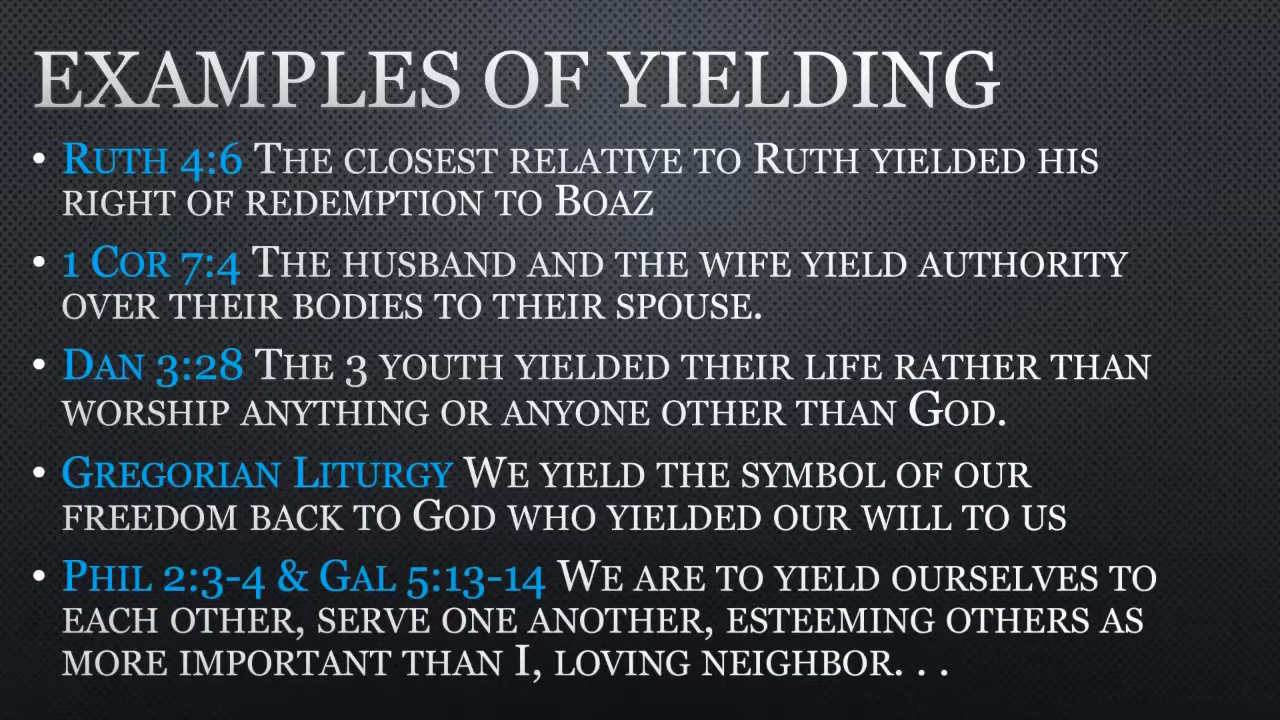 EXAMPLES OF YIELDING
• RUTH 4:6 THE CLOSEST RELATIVE TO RUTH YIELDED HIS
RIGHT OF REDEMPTION TO BOAZ
• 1 COR 7:4 THE HUSBAND AND THE WIFE YIELD AUTHORITY
OVER THEIR BODIES TO THEIR SPOUSE.
• DAN 3:28 THE 3 YOUTH YIELDED THEIR LIFE RATHER THAN
WORSHIP ANYTHING OR ANYONE OTHER THAN GOD.
• GREGORIAN LITURGY WE YIELD THE SYMBOL OF OUR
FREEDOM BACK TO GOD WHO YIELDED OUR WILL TO US
• PHIL 2:3-4 & GAL 5:13-14 WE ARE TO YIELD OURSELVES TO
EACH OTHER, SERVE ONE ANOTHER, ESTEEMING OTHERS AS
MORE IMPORTANT THAN I, LOVING NEIGHBOR. . .